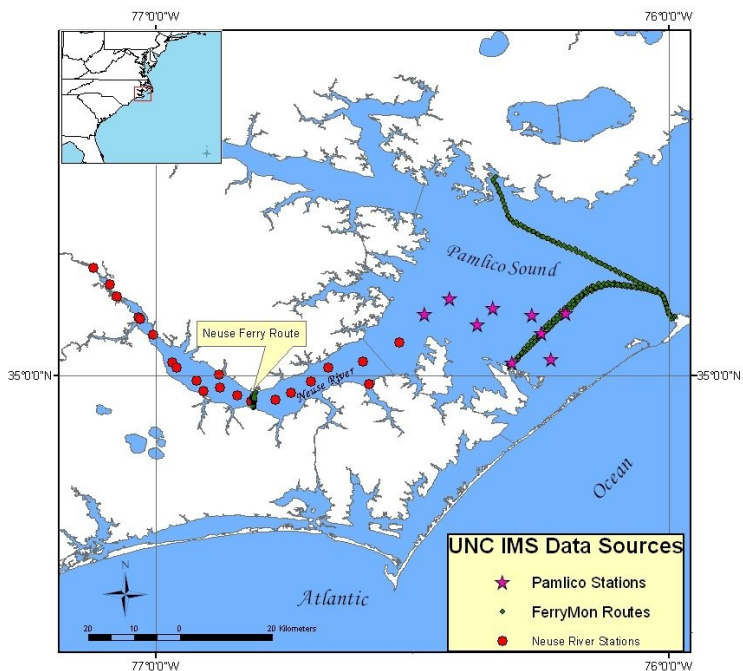 77°0'0"W
76°0'0"W
Pamlico Sound
Neuse Ferry Route
35°0'0"N
35°0'0"N
Neuse River
Ocean
UNC IMS Data Sources
Pamlico Stations
FerryMon Routes
Neuse River Stations
N
Atlantic
20 10 0 20 Kilometers
77°0'0"W
76°0'0"W